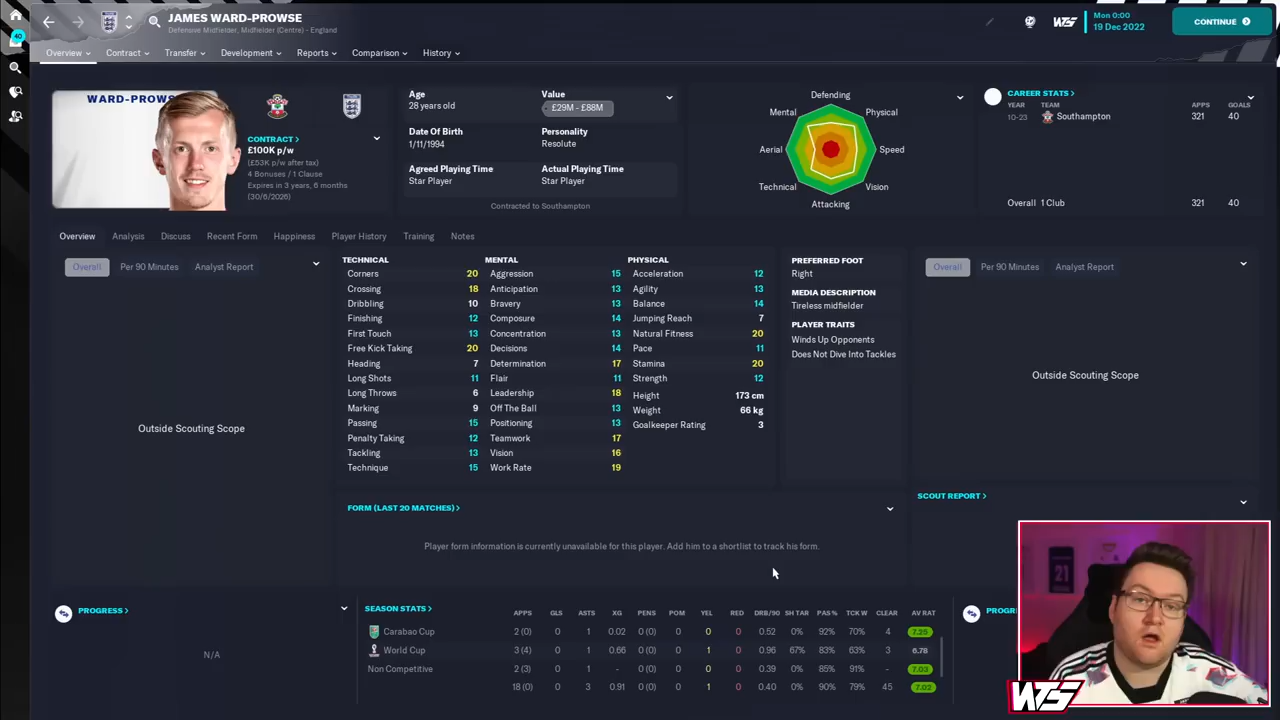 JAMES WARD-PROWSE
Defensive Midfielder, Midfielder (Centre) - England
Mon 0:00
19 Dec 2022
CONTINUE
40
Overview
Contract
Transfer
Development
Reports
Comparison
History
WARD-PROWS
CONTRACT >
£100K p/w
(£53K p/w after tax)
4 Bonuses / 1 Clause
Expires in 3 years, 6 months
(30/6/2026)
Age
28 years old
Value
£29M - £88M
Date Of Birth
1/11/1994
Personality
Resolute
Agreed Playing Time
Star Player
Actual Playing Time
Star Player
Contracted to Southampton
Defending
Mental
Physical
Aerial
Speed
Technical
Vision
Attacking
CAREER STATS >
YEAR TEAM APPS GOALS
10-23 Southampton 321 40
Overall 1 Club 321 40
Overview
Analysis
Discuss
Recent Form
Happiness
Player History
Training
Notes
Overall
Per 90 Minutes
Analyst Report
Outside Scouting Scope
TECHNICAL
Corners 20
Crossing 18
Dribbling 10
Finishing 12
First Touch 13
Free Kick Taking 20
Heading 7
Long Shots 11
Long Throws 6
Marking 9
Passing 15
Penalty Taking 12
Tackling 13
Technique 15
MENTAL
Aggression 15
Anticipation 13
Bravery 13
Composure 14
Concentration 13
Decisions 14
Determination 17
Flair 11
Leadership 18
Off The Ball 13
Positioning 13
Teamwork 17
Vision 16
Work Rate 19
PHYSICAL
Acceleration 12
Agility 13
Balance 14
Jumping Reach 7
Natural Fitness 20
Pace 11
Stamina 20
Strength 12
Height 173 cm
Weight 66 kg
Goalkeeper Rating 3
PREFERRED FOOT
Right
MEDIA DESCRIPTION
Tireless midfielder
PLAYER TRAITS
Winds Up Opponents
Does Not Dive Into Tackles
Overall
Per 90 Minutes
Analyst Report
Outside Scouting Scope
FORM (LAST 20 MATCHES) >
Player form information is currently unavailable for this player. Add him to a shortlist to track his form.
SCOUT REPORT >
PROGRESS >
N/A
SEASON STATS >
APPS GLS ASTS XG PENS POM YEL RED DRB/90 SH TAR PAS % TCK W CLEAR AV RAT
Carabao Cup 2 (0) 0 1 0.02 0 (0) 0 0 0 0.52 0% 92% 70% 4 7.25
World Cup 3 (4) 0 1 0.66 0 (0) 0 1 0 0.96 67% 83% 63% 3 6.78
Non Competitive 2 (3) 0 1 - 0 (0) 0 0 0 0.39 0% 85% 91% - 7.03
18 (0) 0 3 0.91 0 (0) 0 1 0 0.40 0% 90% 79% 45 7.02
21
WTS